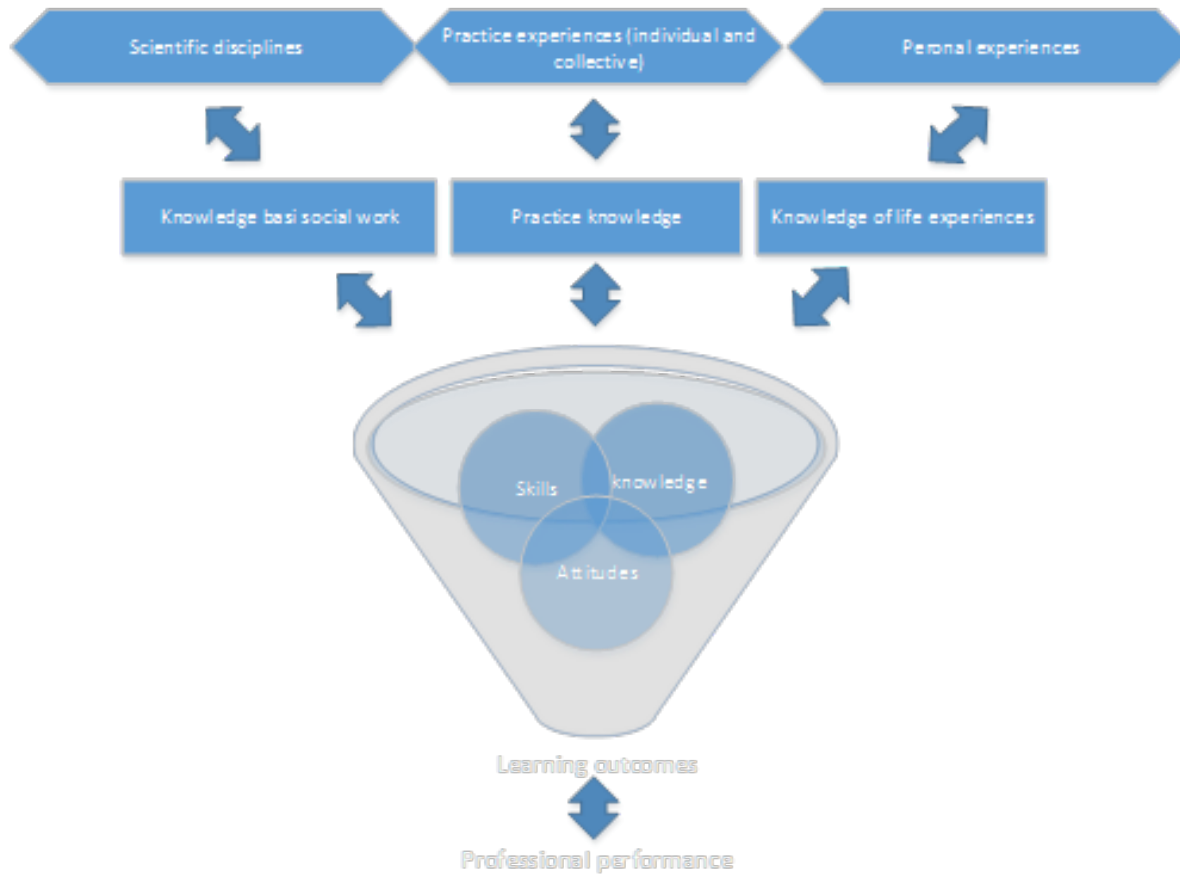 Scientific disciplines
Practice experiences (individual and
collective)
Peronal experiences
Knowledge basi social work
Practice knowledge
Knowledge of life experiences
Skills
knowledge
Attitudes
Learning outcomes
Professional performance